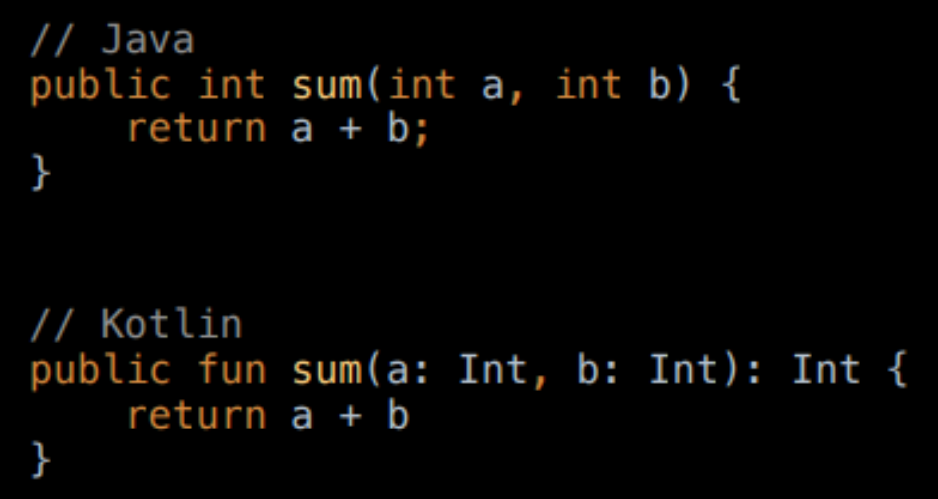 // Java
public int sum(int a, int b) {
    return a + b;
}
// Kotlin
public fun sum(a: Int, b: Int): Int {
    return a + b
}